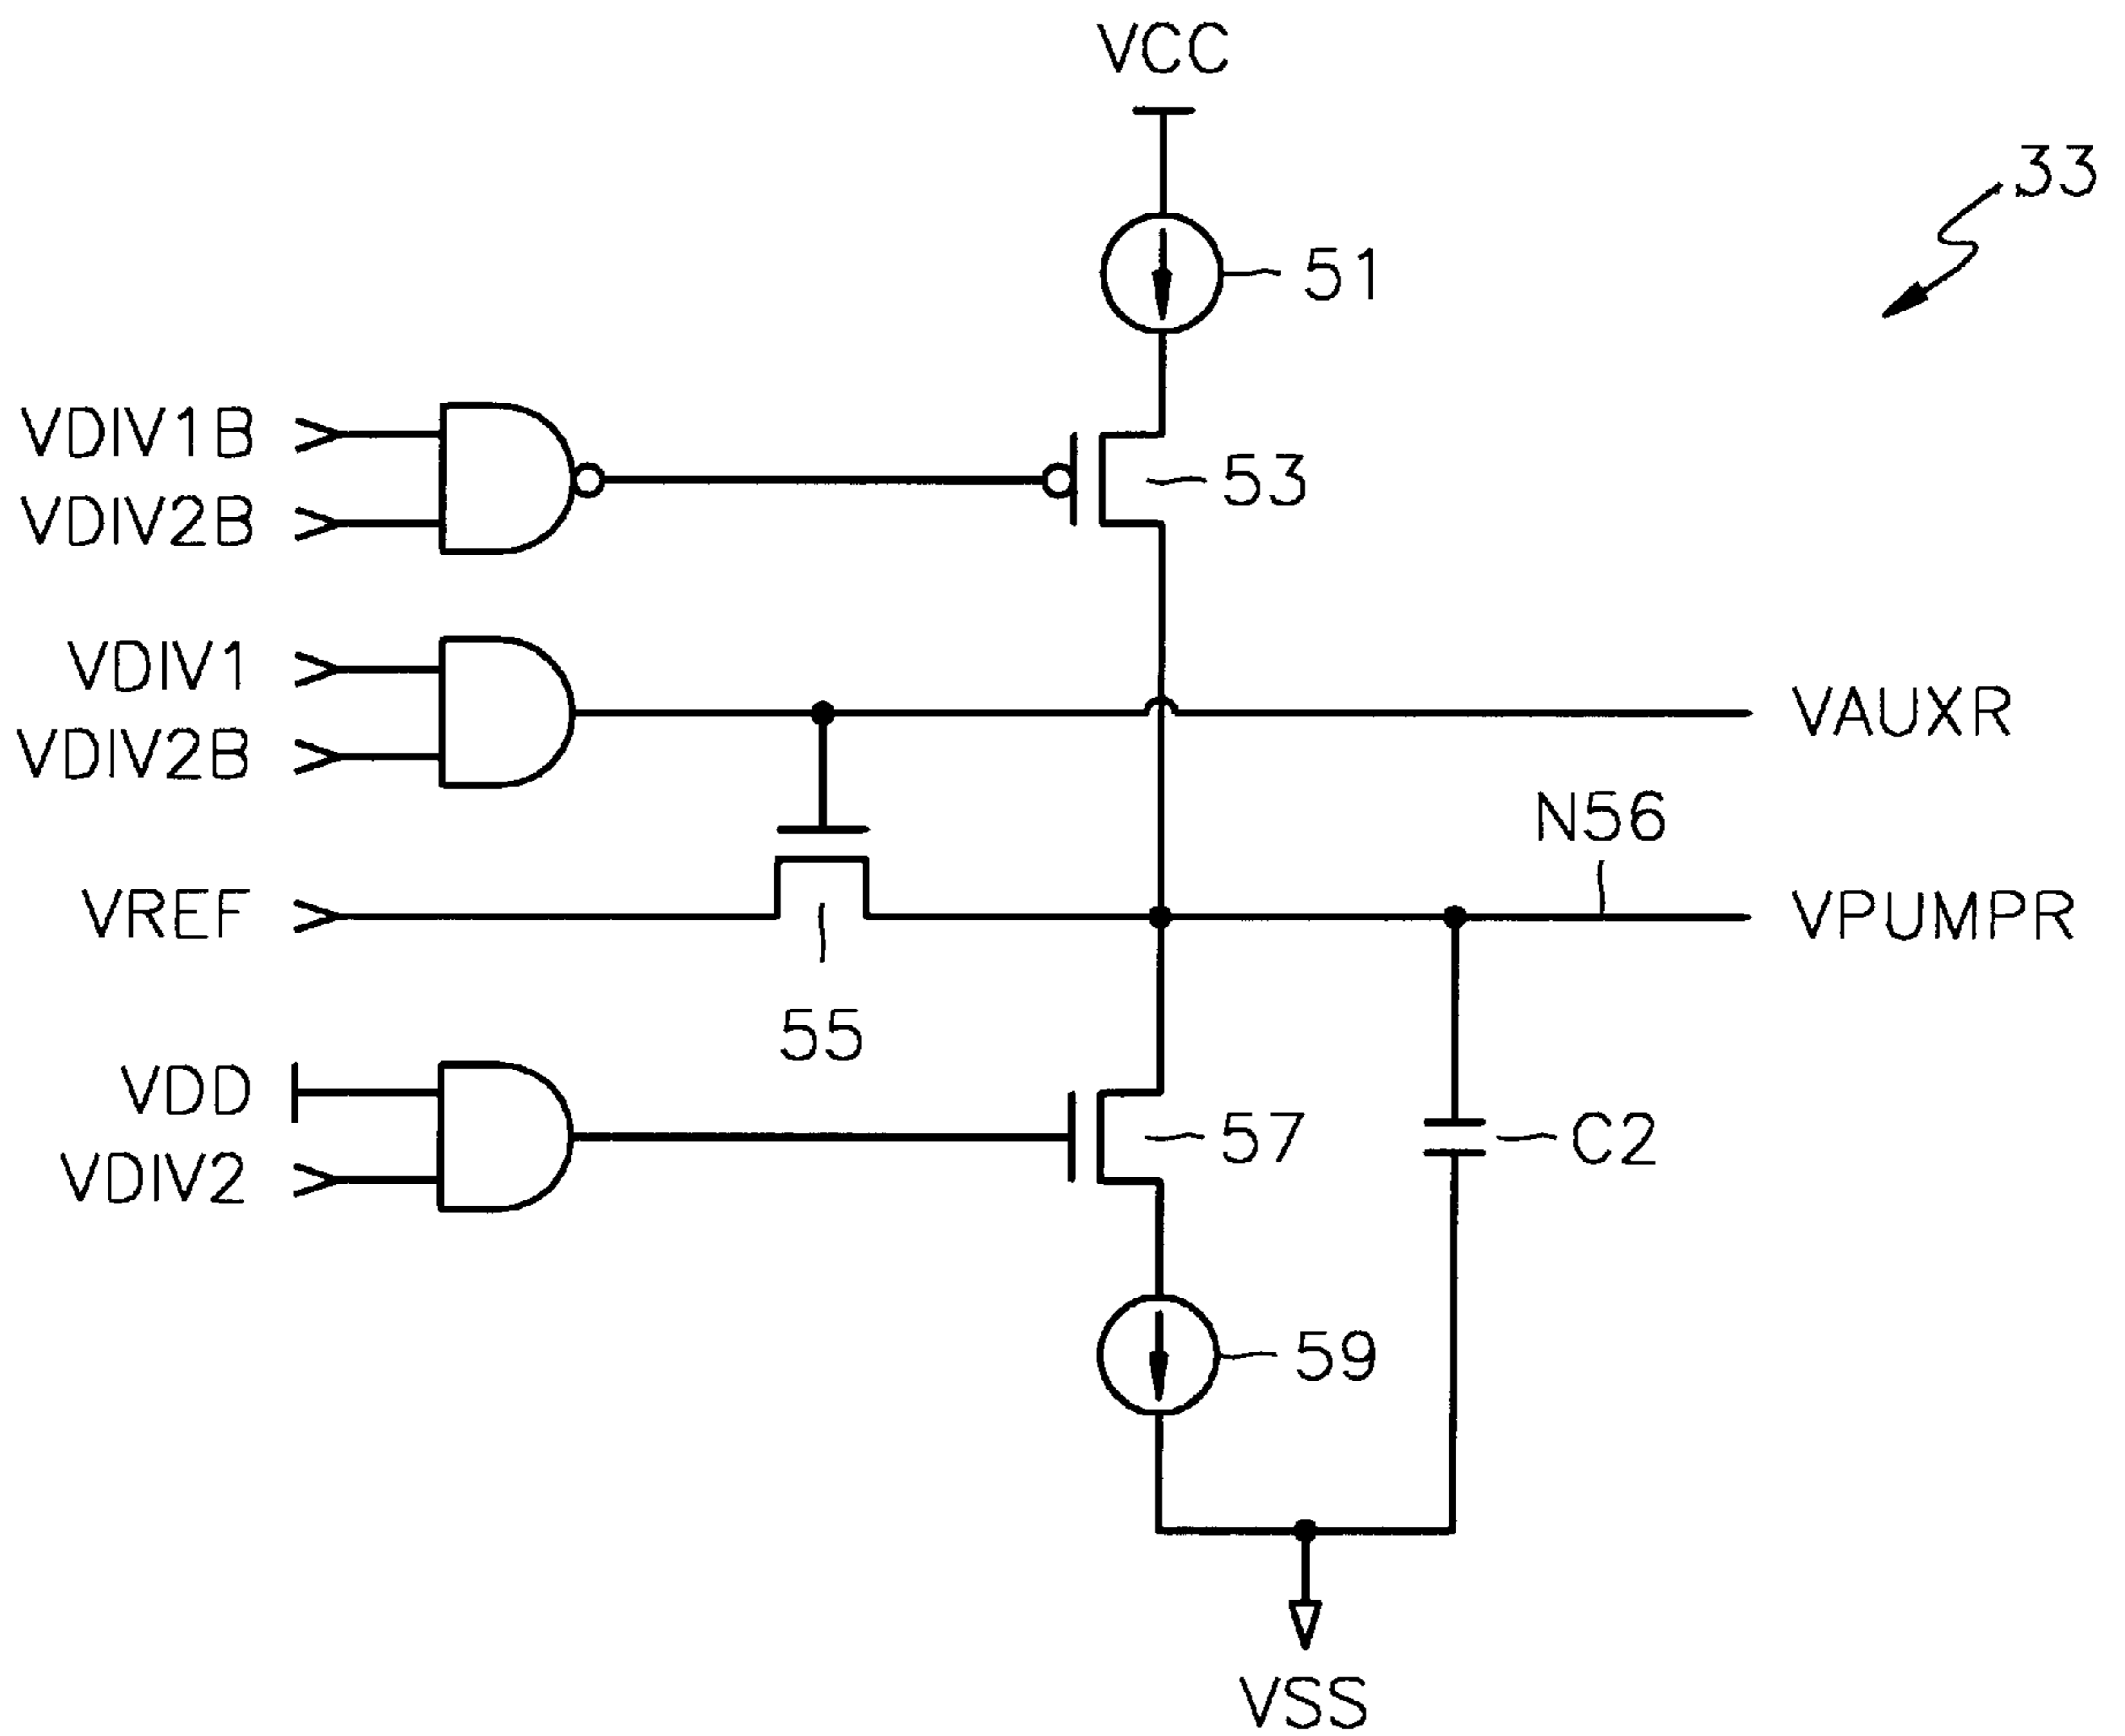 VCC
33
51
VDIV1B
53
VDIV2B
VDIV1
VAUXR
VDIV2B
N56
VREF
VPUMPR
55
VDD
57
C2
VDIV2
59
VSS